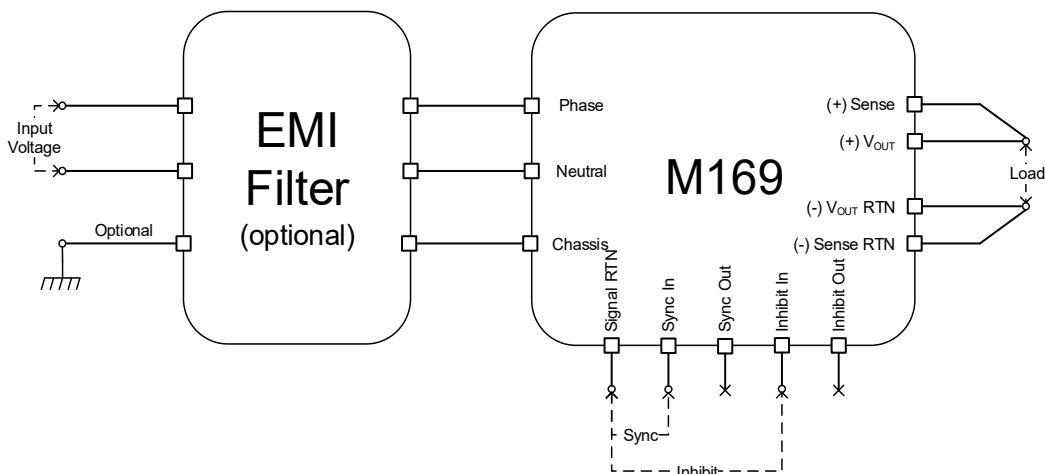 Input
Voltage
Optional
EMI
Filter
(optional)
Phase
Neutral
Chassis
M169
(+) Sense
(+) VOUT
(-) VOUT RTN
(-) Sense RTN
Load
Signal RTN
Sync In
Sync Out
Inhibit In
Inhibit Out
Sync
Inhibit